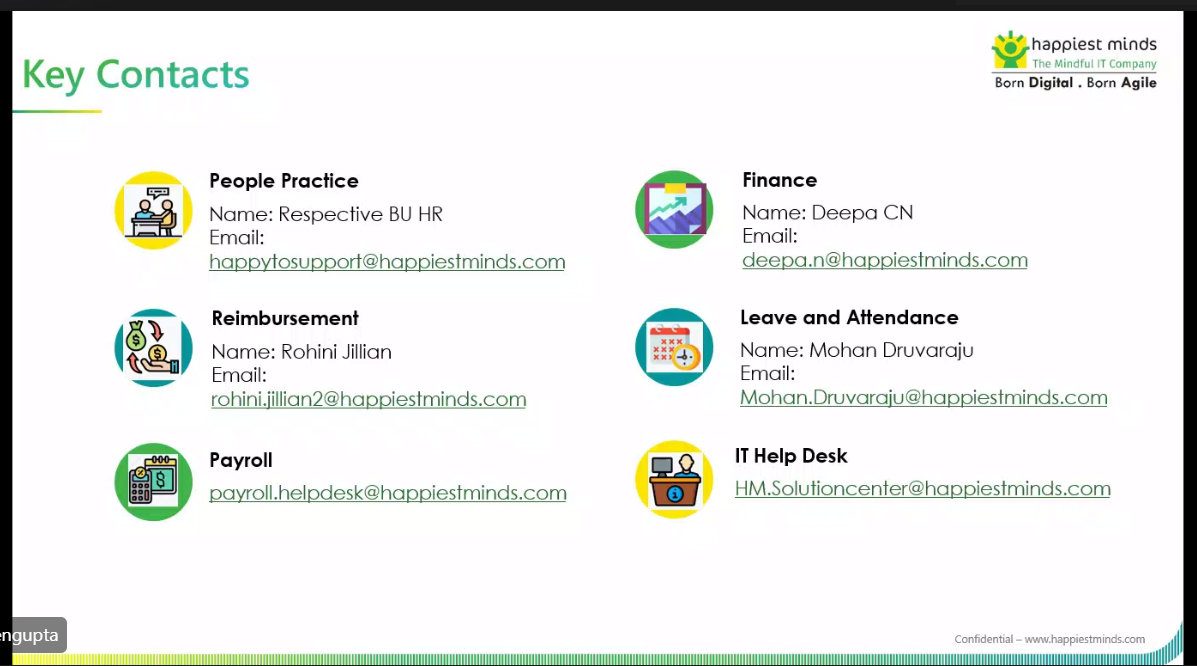 Key Contacts
happiest minds
The Mindful IT Company
Born Digital . Born Agile
People Practice
Name: Respective BU HR
Email:
happytosupport@happiestminds.com
Finance
Name: Deepa CN
Email:
deepa.n@happiestminds.com
Reimbursement
Name: Rohini Jillian
Email:
rohini.jillian2@happiestminds.com
Leave and Attendance
Name: Mohan Druvaraju
Email:
Mohan.Druvaraju@happiestminds.com
Payroll
payroll.helpdesk@happiestminds.com
IT Help Desk
HM.Solutioncenter@happiestminds.com
engupta
Confidential – www.happiestminds.com